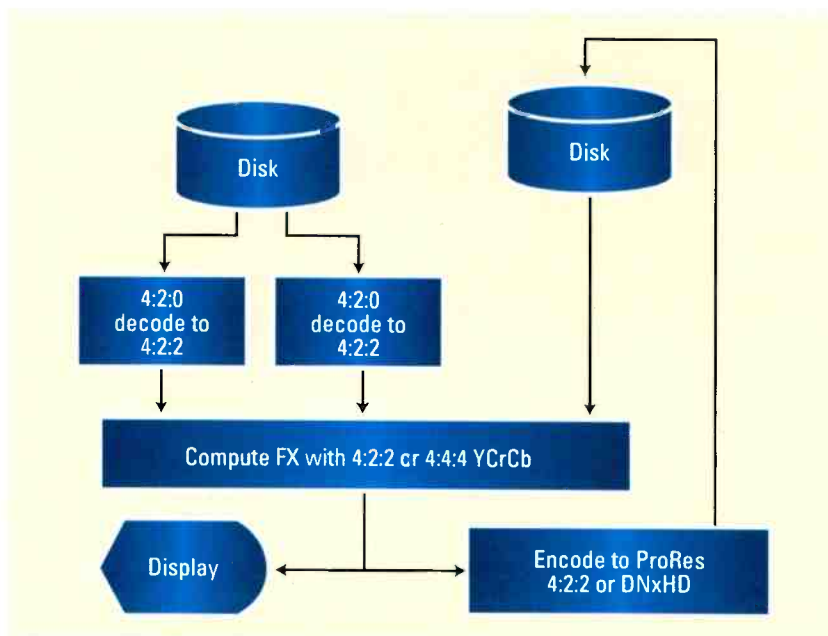 Disk
Disk
4:2:0
decode to
4:2:2
4:2:0
decode to
4:2:2
Compute FX with 4:2:2 or 4:4:4 YCrCb
Display
Encode to ProRes
4:2:2 or DNxHD